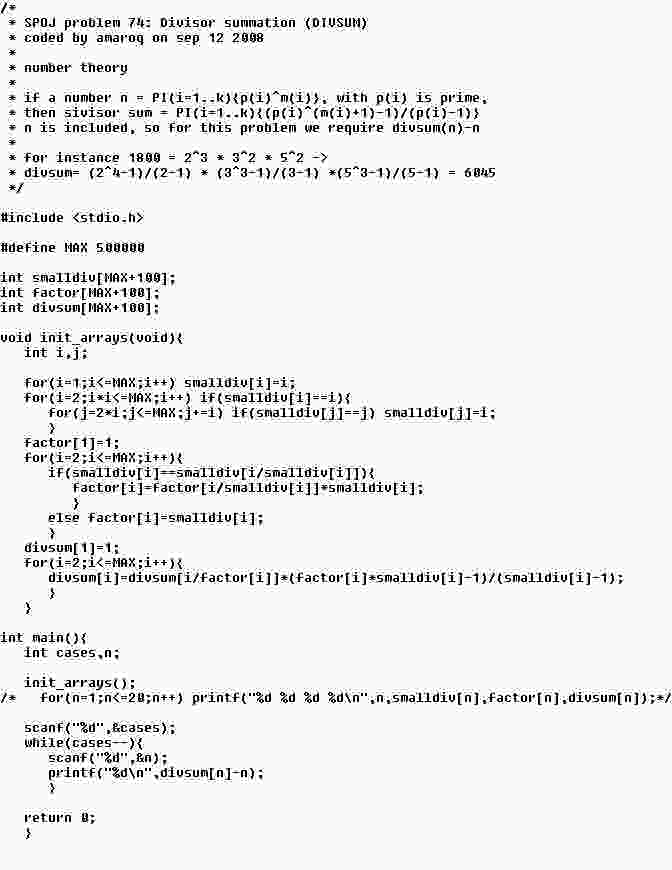 /*
 * SPOJ problem 74: Divisor summation (DIVSUM)
 * coded by amaroq on sep 12 2008
 *
 * number theory
 *
 * if a number n = PI(i=1..k){p(i)^m(i)}, with p(i) is prime,
 * then sivisor sum = PI(i=1..k){(p(i)^(m(i)+1)-1)/(p(i)-1)}
 * n is included, so for this problem we require divsum(n)-n
 *
 * for instance 1800 = 2^3 * 3^2 * 5^2 ->
 * divsum= (2^4-1)/(2-1) * (3^3-1)/(3-1) *(5^3-1)/(5-1) = 6045
 */

#include <stdio.h>

#define MAX 500000

int smalldiv[MAX+100];
int factor[MAX+100];
int divsum[MAX+100];

void init_arrays(void){
   int i,j;

   for(i=1;i<=MAX;i++) smalldiv[i]=i;
   for(i=2;i*i<=MAX;i++) if(smalldiv[i]==i){
      for(j=2*i;j<=MAX;j+=i) if(smalldiv[j]==j) smalldiv[j]=i;
      }
   factor[1]=1;
   for(i=2;i<=MAX;i++){
      if(smalldiv[i]==smalldiv[i/smalldiv[i]]){
         factor[i]=factor[i/smalldiv[i]]*smalldiv[i];
         }
      else factor[i]=smalldiv[i];
      }
   divsum[1]=1;
   for(i=2;i<=MAX;i++){
      divsum[i]=divsum[i/factor[i]]*(factor[i]*smalldiv[i]-1)/(smalldiv[i]-1);
      }
   }

int main(){
   int cases,n;

   init_arrays();
/*   for(n=1;n<=20;n++) printf("%d %d %d %d\n",n,smalldiv[n],factor[n],divsum[n]);*/

   scanf("%d",&cases);
   while(cases--){
      scanf("%d",&n);
      printf("%d\n",divsum[n]-n);
      }

   return 0;
   }